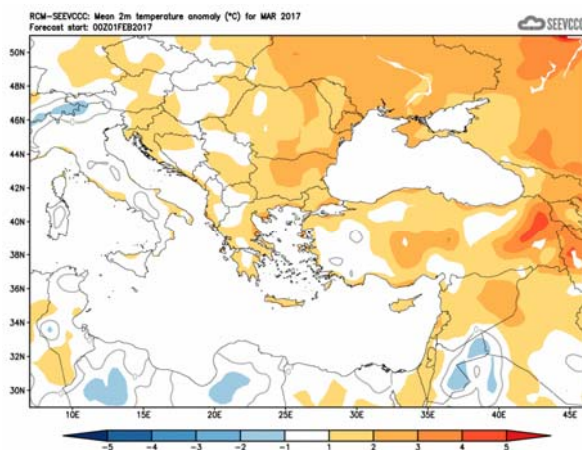 RCM-SEEVCCC: Mean 2m temperature anomaly (°C) for MAR 2017
Forecast start: 00Z01FEB2017
SEEVCCC
50N
48N
46N
44N
42N
40N
38N
36N
34N
32N
30N
10E 15E 20E 25E 30E 35E 40E 45E
-5 -4 -3 -2 -1 1 2 3 4 5